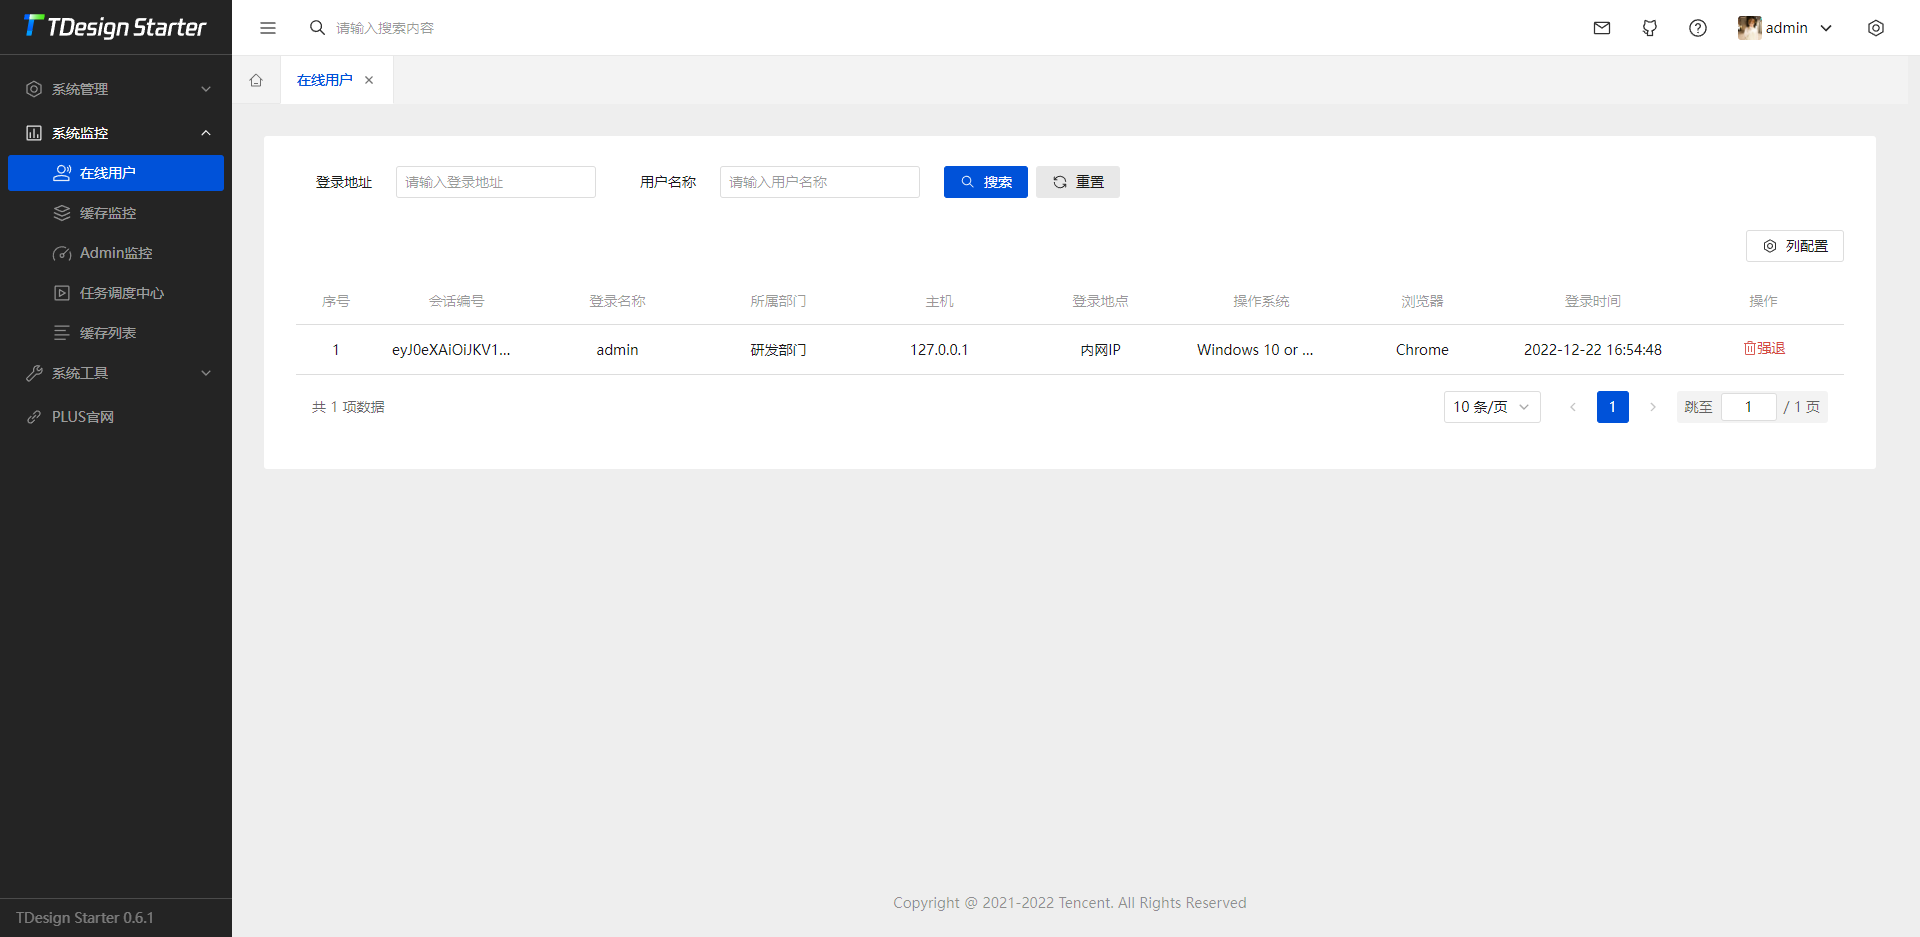 TDesign Starter
请输入搜索内容
admin
系统管理
系统监控
在线用户
缓存监控
Admin监控
任务调度中心
缓存列表
系统工具
PLUS官网
TDesign Starter 0.6.1
在线用户
登录地址 请输入登录地址 用户名称 请输入用户名称 搜索 重置
列配置
序号 会话编号 登录名称 所属部门 主机 登录地点 操作系统 浏览器 登录时间 操作
1 eyJ0eXAiOiJKV1... admin 研发部门 127.0.0.1 内网IP Windows 10 or ... Chrome 2022-12-22 16:54:48 强退
共 1 项数据 10 条/页 1 跳至 1 / 1 页
Copyright @ 2021-2022 Tencent. All Rights Reserved